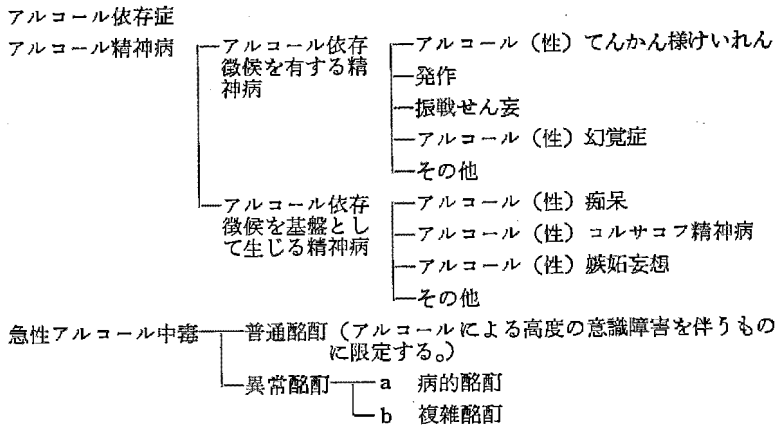 アルコール依存症
アルコール精神病
アルコール依存
徴候を有する精
神病
アルコール（性）てんかん様けいれん
発作
振戦せん妄
アルコール（性）幻覚症
その他
アルコール依存
徴候を基盤とし
て生じる精神病
アルコール（性）痴呆
アルコール（性）コルサコフ精神病
アルコール（性）嫉妬妄想
その他
急性アルコール中毒
普通酩酊（アルコールによる高度の意識障害を伴うもの
に限定する。）
異常酩酊
a 病的酩酊
b 複雑酩酊